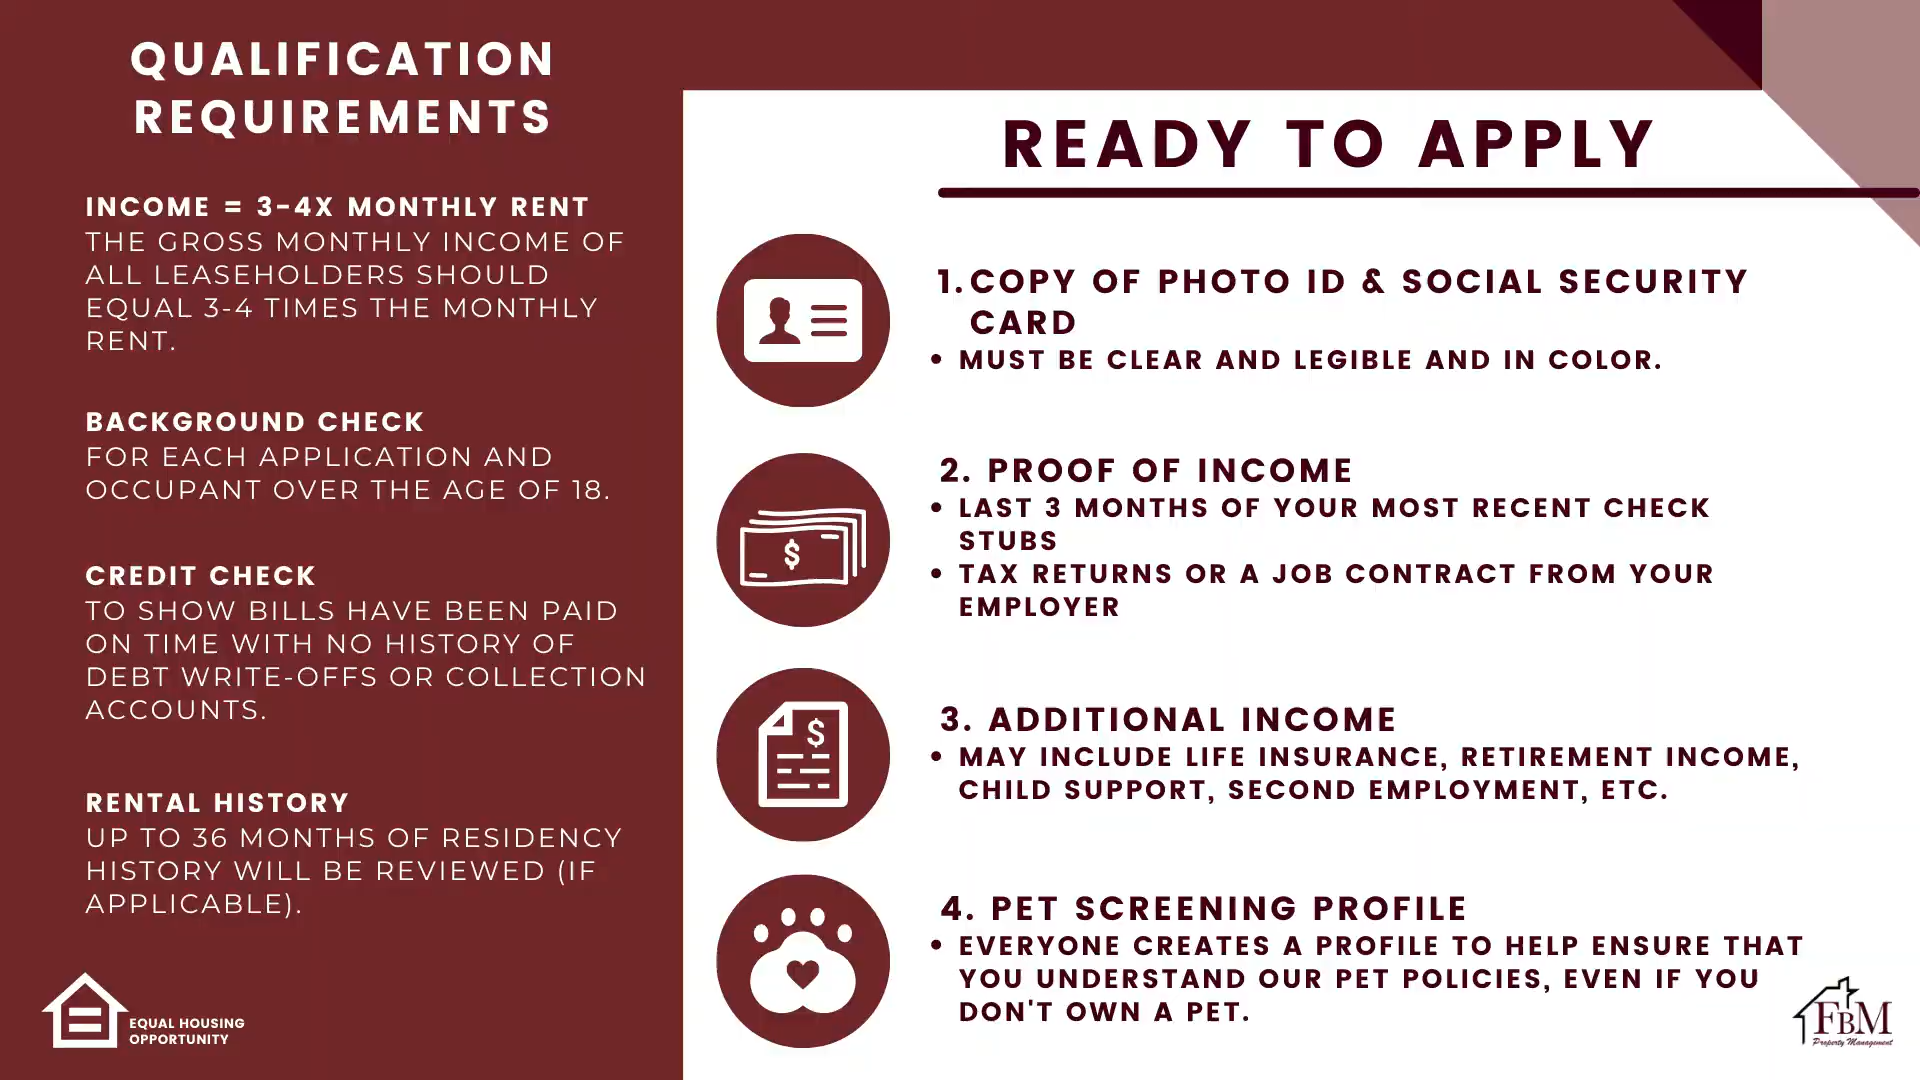 QUALIFICATION
REQUIREMENTS
INCOME = 3-4X MONTHLY RENT
THE GROSS MONTHLY INCOME OF
ALL LEASEHOLDERS SHOULD
EQUAL 3-4 TIMES THE MONTHLY
RENT.
BACKGROUND CHECK
FOR EACH APPLICATION AND
OCCUPANT OVER THE AGE OF 18.
CREDIT CHECK
TO SHOW BILLS HAVE BEEN PAID
ON TIME WITH NO HISTORY OF
DEBT WRITE-OFFS OR COLLECTION
ACCOUNTS.
RENTAL HISTORY
UP TO 36 MONTHS OF RESIDENCY
HISTORY WILL BE REVIEWED (IF
APPLICABLE).
EQUAL HOUSING
OPPORTUNITY
READY TO APPLY
1. COPY OF PHOTO ID & SOCIAL SECURITY
CARD
• MUST BE CLEAR AND LEGIBLE AND IN COLOR.
2. PROOF OF INCOME
• LAST 3 MONTHS OF YOUR MOST RECENT CHECK
STUBS
• TAX RETURNS OR A JOB CONTRACT FROM YOUR
EMPLOYER
$
3. ADDITIONAL INCOME
• MAY INCLUDE LIFE INSURANCE, RETIREMENT INCOME,
CHILD SUPPORT, SECOND EMPLOYMENT, ETC.
$
4. PET SCREENING PROFILE
• EVERYONE CREATES A PROFILE TO HELP ENSURE THAT
YOU UNDERSTAND OUR PET POLICIES, EVEN IF YOU
DON'T OWN A PET.
FBM
Property Management